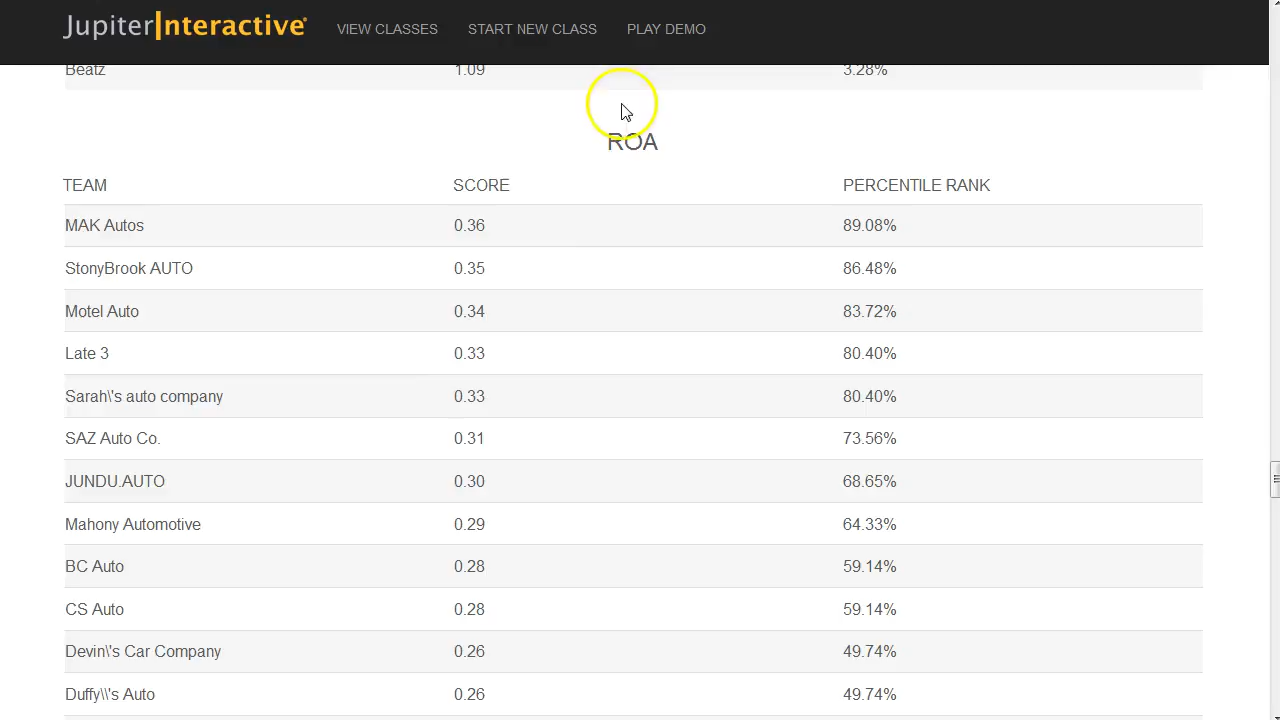 Jupiter Interactive VIEW CLASSES START NEW CLASS PLAY DEMO
Beatz 1.09 3.28%
ROA
TEAM SCORE PERCENTILE RANK
MAK Autos 0.36 89.08%
StonyBrook AUTO 0.35 86.48%
Motel Auto 0.34 83.72%
Late 3 0.33 80.40%
Sarah\'s auto company 0.33 80.40%
SAZ Auto Co. 0.31 73.56%
JUNDU.AUTO 0.30 68.65%
Mahony Automotive 0.29 64.33%
BC Auto 0.28 59.14%
CS Auto 0.28 59.14%
Devin\'s Car Company 0.26 49.74%
Duffy\\'s Auto 0.26 49.74%